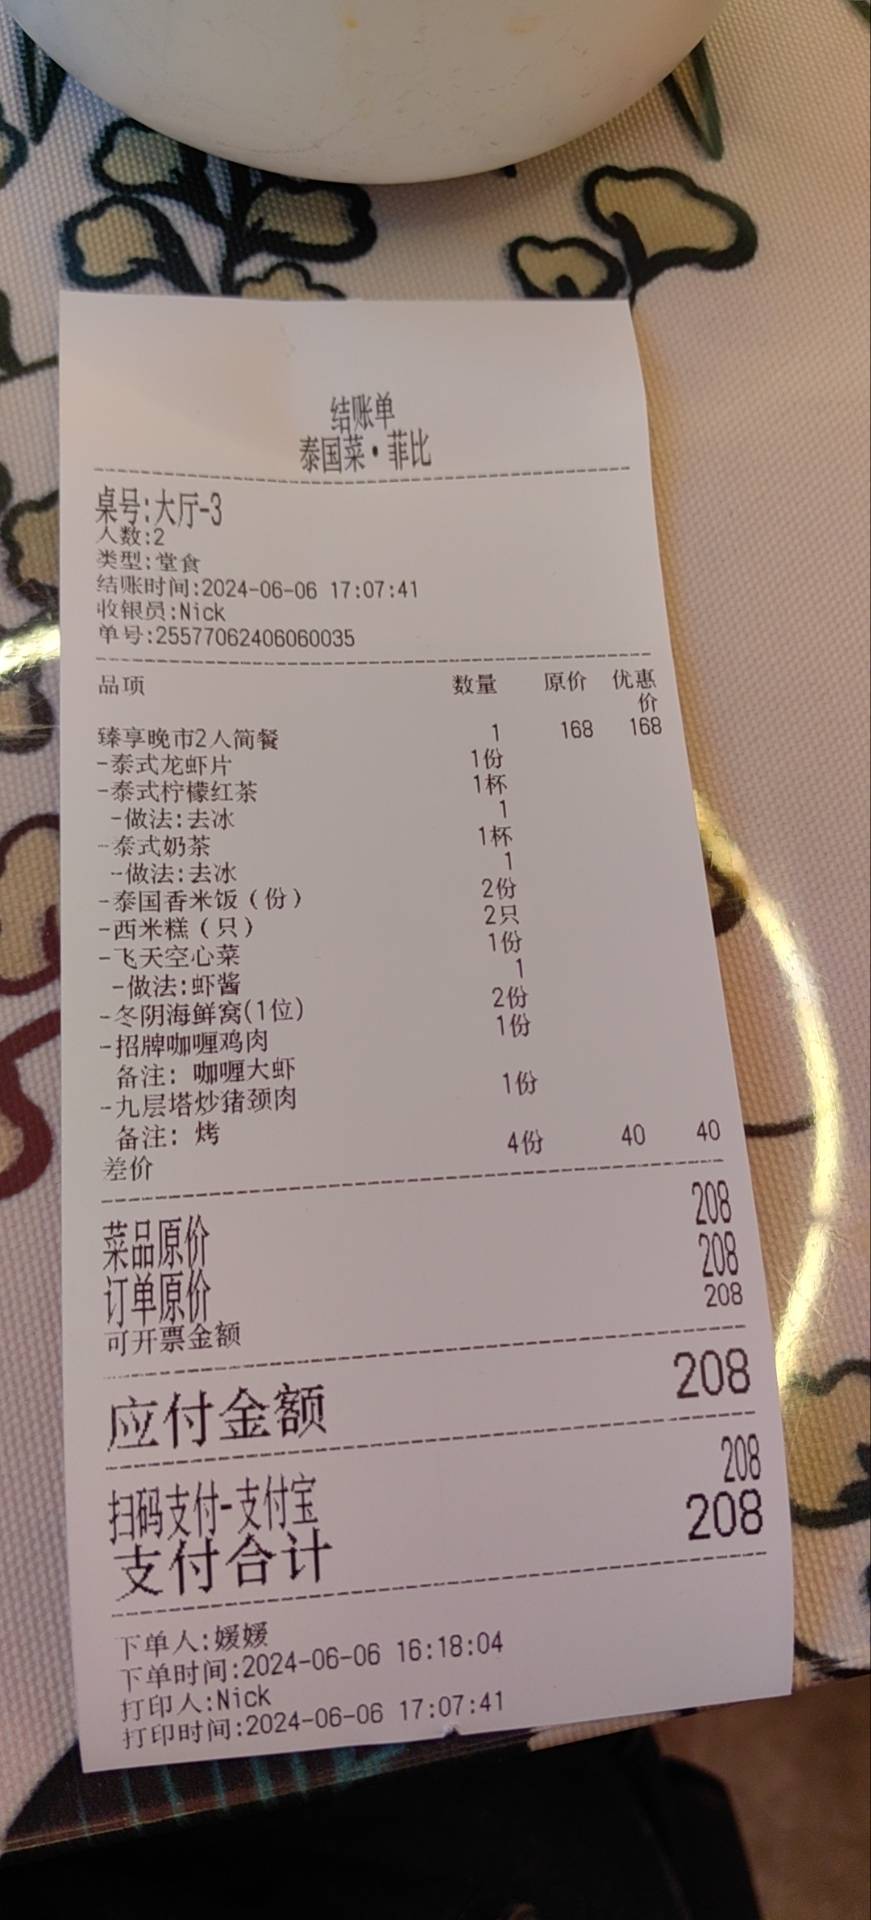 结账单
泰国菜·菲比
桌号:大厅-3
人数:2
类型:堂食
结账时间:2024-06-06 17:07:41
收银员:Nick
单号:25577062406060035
品项 数量 原价 优惠价
臻享晚市2人简餐 1 168 168
-泰式龙虾片 1份
-泰式柠檬红茶 1杯
-做法:去冰 1
-泰式奶茶 1杯
-做法:去冰 1
-泰国香米饭（份） 2份
-西米糕（只） 2只
-飞天空心菜 1份
-做法:虾酱 1
-冬阴海鲜窝(1位) 2份
-招牌咖喱鸡肉 1份
备注: 咖喱大虾
-九层塔炒猪颈肉 1份
备注: 烤
差价 4份 40 40
菜品原价 208
订单原价 208
可开票金额 208
应付金额 208
扫码支付-支付宝 208
支付合计 208
下单人:媛媛
下单时间:2024-06-06 16:18:04
打印人:Nick
打印时间:2024-06-06 17:07:41